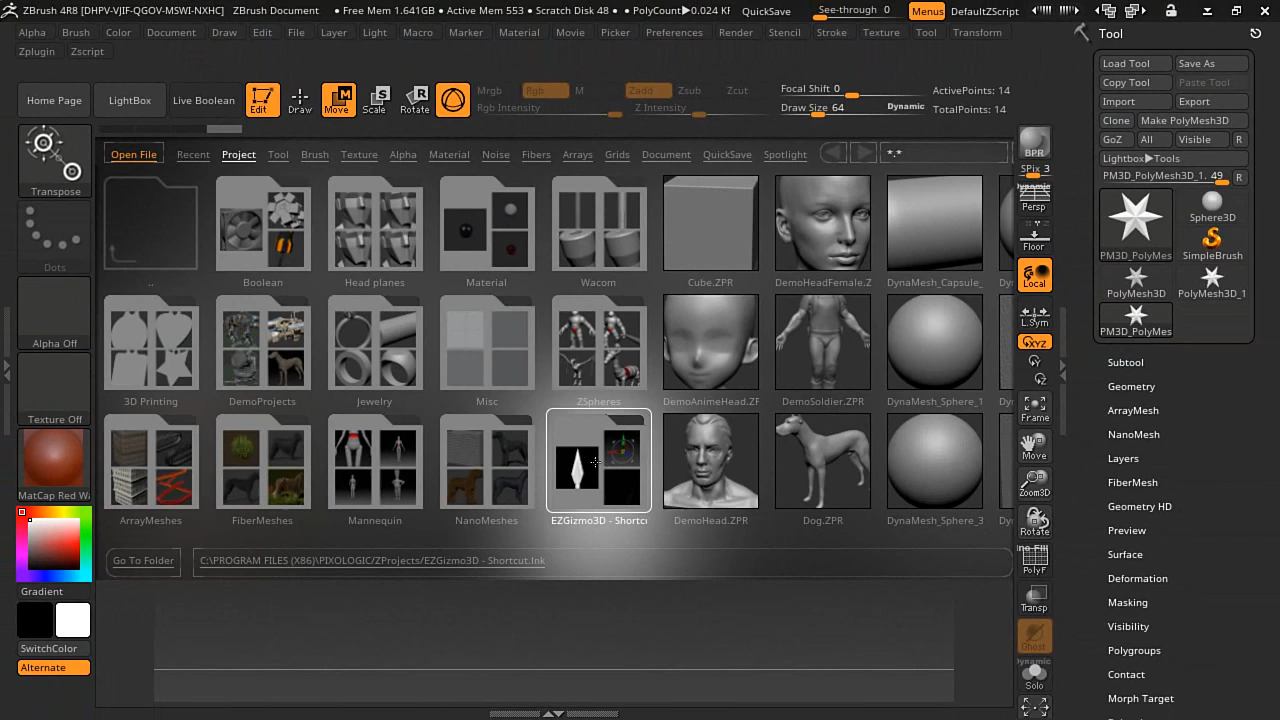 ZBrush 4R8 [DHPV-VJIF-QGOV-MSWI-NXHC] ZBrush Document • Free Mem 1.641GB • Active Mem 553 • Scratch Disk 48 • PolyCount▶0.024 KF QuickSave See-through 0 Menus DefaultZScript
Alpha Brush Color Document Draw Edit File Layer Light Macro Marker Material Movie Picker Preferences Render Stencil Stroke Texture Tool Transform
Zplugin Zscript
Home Page LightBox Live Boolean Edit Draw Move Scale Rotate
Mrgb Rgb M Zadd Zsub Zcut
Rgb Intensity Z Intensity
Focal Shift 0 ActivePoints: 14
Draw Size 64 Dynamic TotalPoints: 14
Open File Recent Project Tool Brush Texture Alpha Material Noise Fibers Arrays Grids Document QuickSave Spotlight *.*
.. Boolean Head planes Material Wacom Cube.ZPR DemoHeadFemale.Z DynaMesh_Capsule_
3D Printing DemoProjects Jewelry Misc ZSpheres DemoAnimeHead.ZF DemoSoldier.ZPR DynaMesh_Sphere_1
ArrayMeshes FiberMeshes Mannequin NanoMeshes EZGizmo3D - Shortcu DemoHead.ZPR Dog.ZPR DynaMesh_Sphere_3
Go To Folder C:\PROGRAM FILES (X86)\PIXOLOGIC/ZProjects/EZGizmo3D - Shortcut.lnk
Transpose
Dots
Alpha Off
Texture Off
MatCap Red Wa
Gradient
SwitchColor
Alternate
BPR
SPix 3
Dynamic
Persp
Floor
Local
L.Sym
XYZ
Frame
Move
Zoom3D
Rotate
PolyF
Transp
Ghost
Dynamic
Solo
Tool
Load Tool Save As
Copy Tool Paste Tool
Import Export
Clone Make PolyMesh3D
GoZ All Visible R
Lightbox▶Tools
PM3D_PolyMesh3D_1. 49 R
Sphere3D
PM3D_PolyMes SimpleBrush
PolyMesh3D PolyMesh3D_1
PM3D_PolyMes
Subtool
Geometry
ArrayMesh
NanoMesh
Layers
FiberMesh
Geometry HD
Preview
Surface
Deformation
Masking
Visibility
Polygroups
Contact
Morph Target